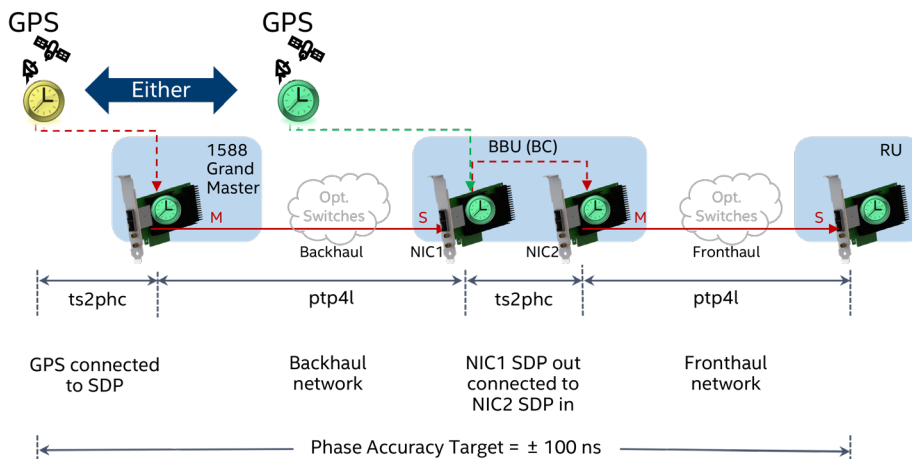 GPS
GPS
Either
1588
Grand
Master
BBU (BC)
RU
M
Opt.
Switches
S
M
Opt.
Switches
S
Backhaul
NIC1
NIC2
Fronthaul
ts2phc
ptp4l
ts2phc
ptp4l
GPS connected
to SDP
Backhaul
network
NIC1 SDP out
connected to
NIC2 SDP in
Fronthaul
network
Phase Accuracy Target = ± 100 ns